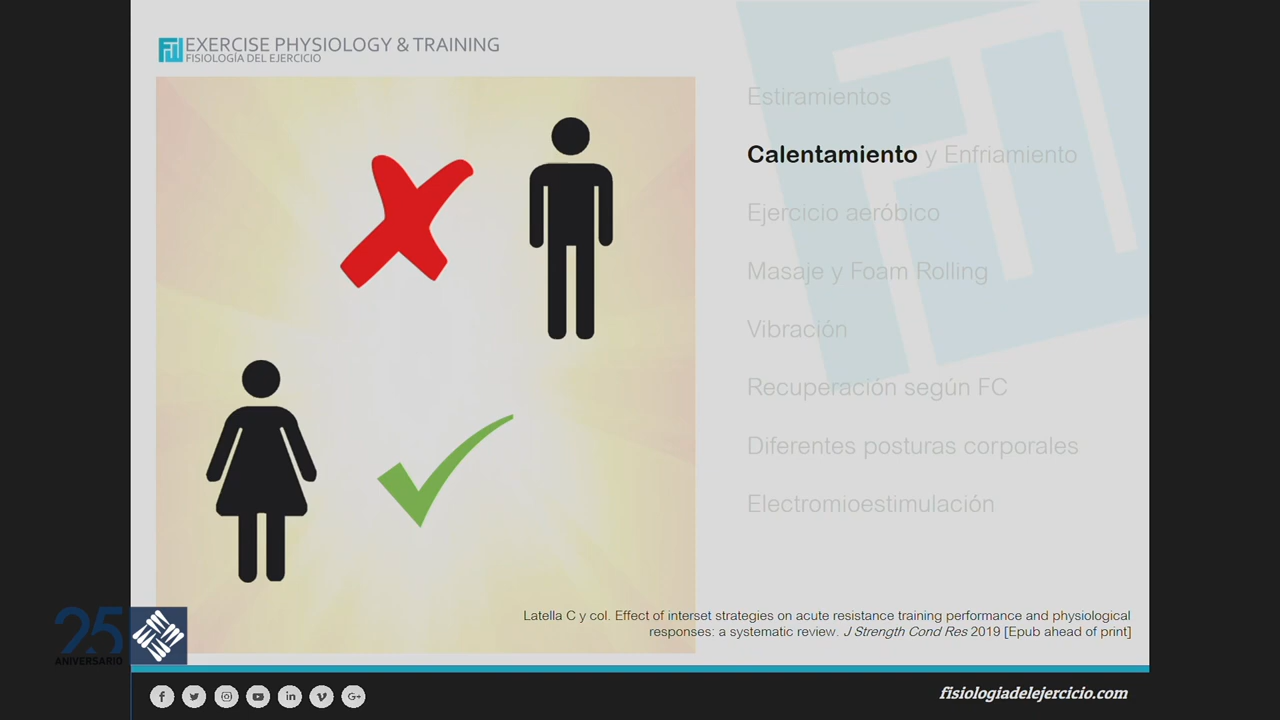 EXERCISE PHYSIOLOGY & TRAINING
FISIOLOGÍA DEL EJERCICIO
Estiramientos
Calentamiento y Enfriamiento
Ejercicio aeróbico
Masaje y Foam Rolling
Vibración
Recuperación según FC
Diferentes posturas corporales
Electromioestimulación
Latella C y col. Effect of interset strategies on acute resistance training performance and physiological
responses: a systematic review. J Strength Cond Res 2019 [Epub ahead of print]
25
ANIVERSARIO
fisiologiadelejercicio.com